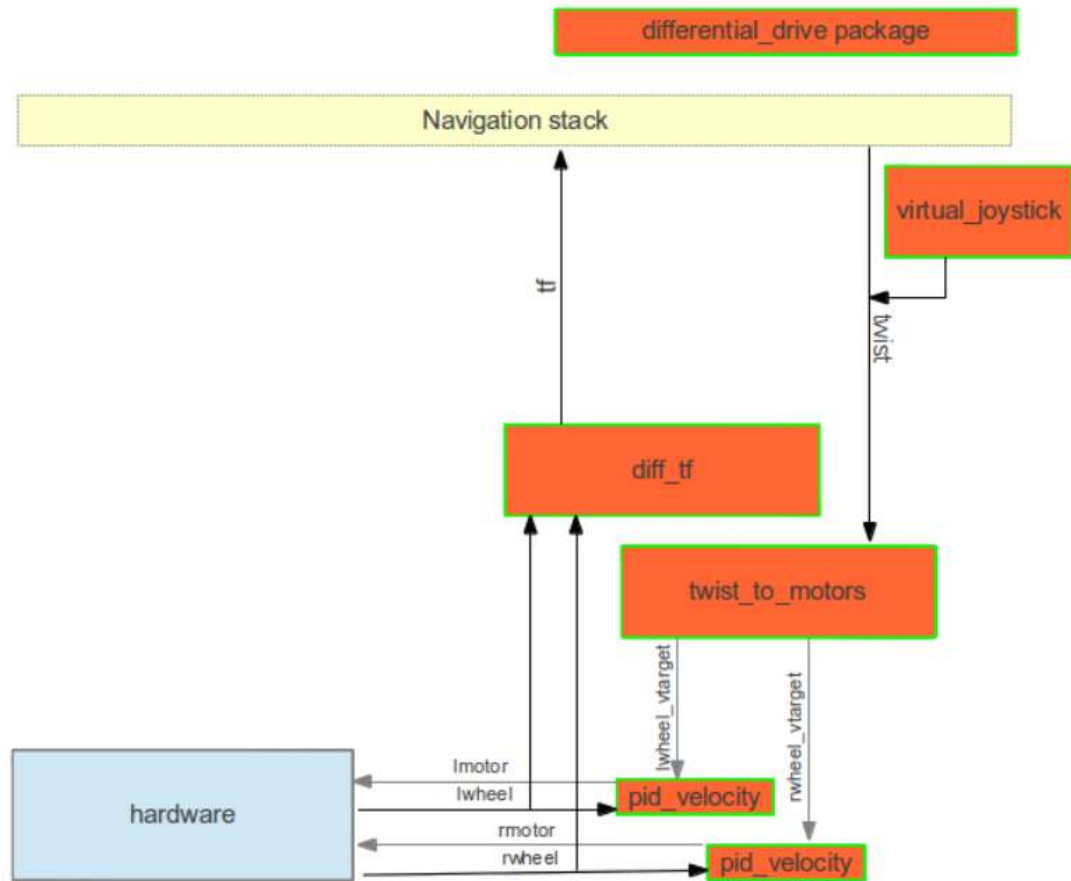 differential_drive package
Navigation stack
virtual_joystick
tf
twist
diff_tf
twist_to_motors
lwheel_vtarget
rwheel_vtarget
lmotor
lwheel
pid_velocity
hardware
rmotor
rwheel
pid_velocity